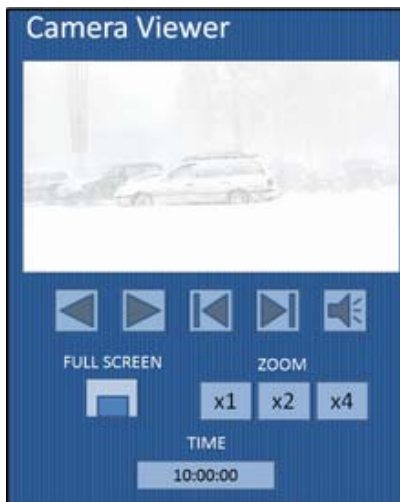 Camera Viewer
FULL SCREEN
ZOOM
x1 x2 x4
TIME
10:00:00